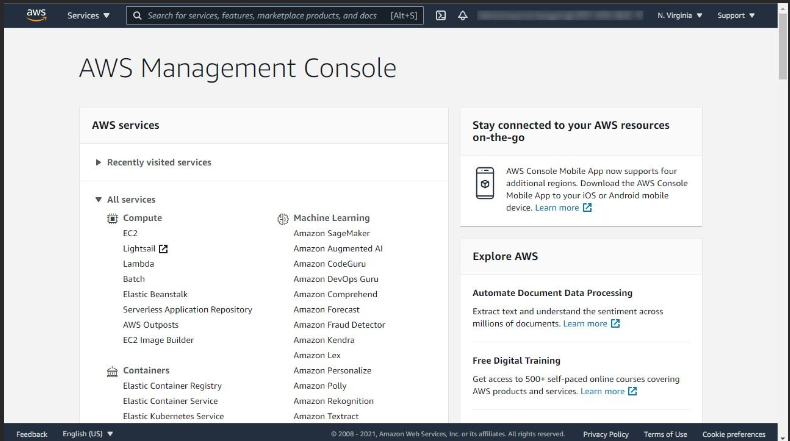 aws
Services
Search for services, features, marketplace products, and docs [Alt+S]
N. Virginia
Support
AWS Management Console
AWS services
Recently visited services
All services
Compute
EC2
Lightsail
Lambda
Batch
Elastic Beanstalk
Serverless Application Repository
AWS Outposts
EC2 Image Builder
Containers
Elastic Container Registry
Elastic Container Service
Elastic Kubernetes Service
Machine Learning
Amazon SageMaker
Amazon Augmented AI
Amazon CodeGuru
Amazon DevOps Guru
Amazon Comprehend
Amazon Forecast
Amazon Fraud Detector
Amazon Kendra
Amazon Lex
Amazon Personalize
Amazon Polly
Amazon Rekognition
Amazon Textract
Stay connected to your AWS resources
on-the-go
AWS Console Mobile App now supports four
additional regions. Download the AWS Console
Mobile App to your iOS or Android mobile
device. Learn more
Explore AWS
Automate Document Data Processing
Extract text and understand the sentiment across
millions of documents. Learn more
Free Digital Training
Get access to 500+ self-paced online courses covering
AWS products and services. Learn more
Feedback
English (US)
© 2008 - 2021, Amazon Web Services, Inc. or its affiliates. All rights reserved.
Privacy Policy
Terms of Use
Cookie preferences